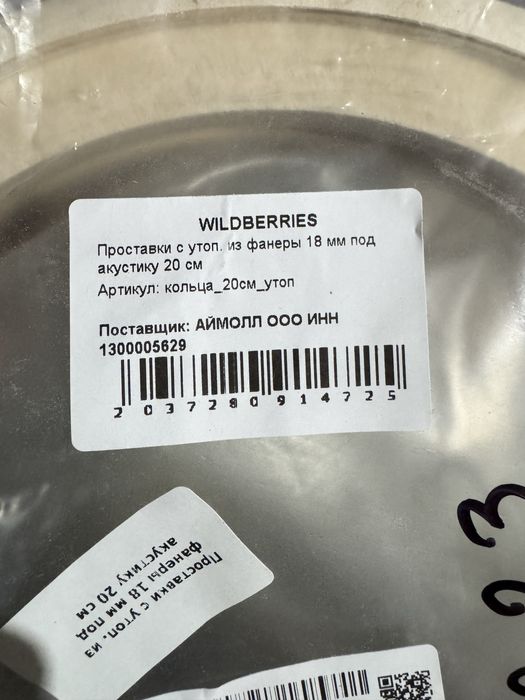 WILDBERRIES
Проставки с утоп. из фанеры 18 мм под
акустику 20 см
Артикул: кольца_20см_утоп
Поставщик: АЙМОЛЛ ООО ИНН
1300005629
2037280914725
Проставки с утоп. из
фанеры 18 мм под
акустику 20 см